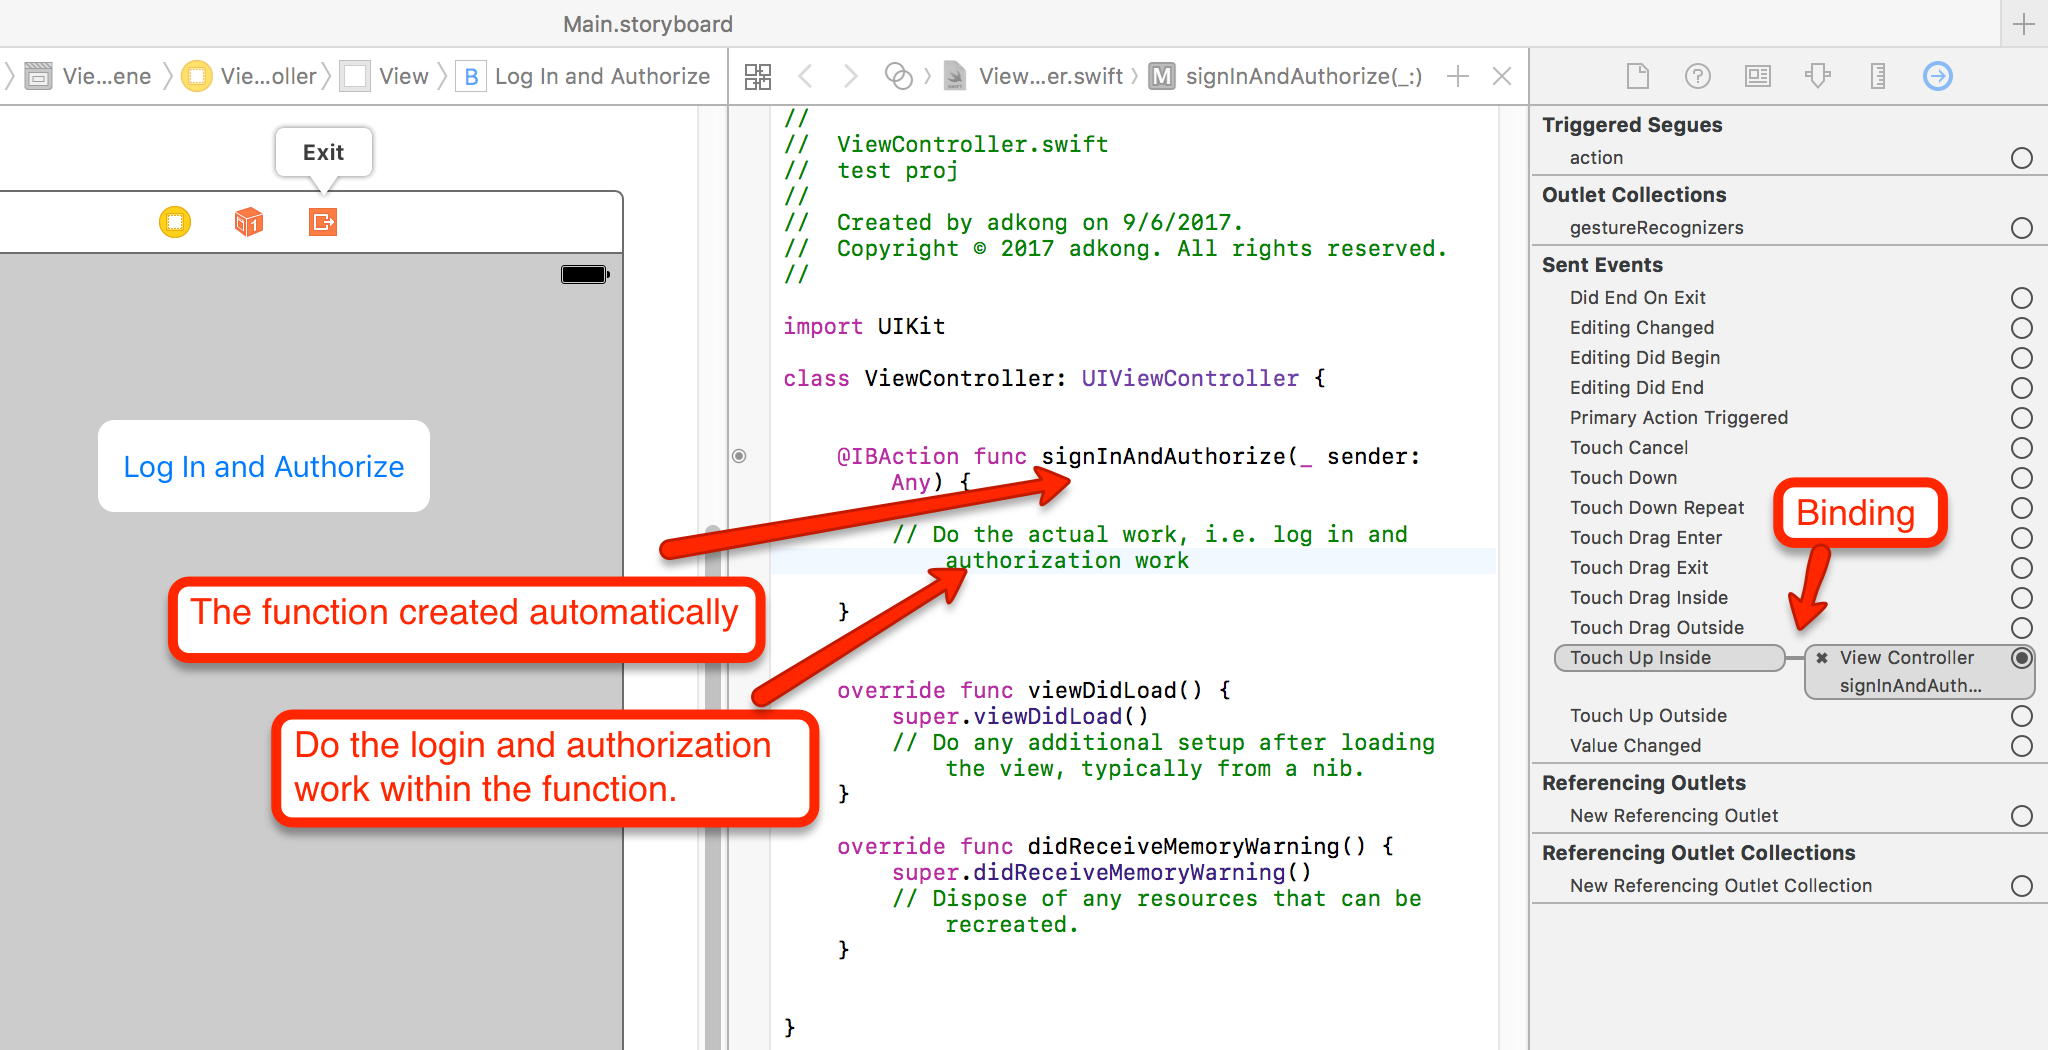 Main.storyboard
Vie...ene
Vie...oller
View
B
Log In and Authorize
View...er.swift
M
signInAndAuthorize(_:)
Exit
1
Log In and Authorize
The function created automatically
Do the login and authorization
work within the function.
//
//  ViewController.swift
//  test proj
//
//  Created by adkong on 9/6/2017.
//  Copyright © 2017 adkong. All rights reserved.
//
import UIKit
class ViewController: UIViewController {
@IBAction func signInAndAuthorize(_ sender:
Any) {
// Do the actual work, i.e. log in and
authorization work
}
override func viewDidLoad() {
super.viewDidLoad()
// Do any additional setup after loading
the view, typically from a nib.
}
override func didReceiveMemoryWarning() {
super.didReceiveMemoryWarning()
// Dispose of any resources that can be
recreated.
}
}
Triggered Segues
action
Outlet Collections
gestureRecognizers
Sent Events
Did End On Exit
Editing Changed
Editing Did Begin
Editing Did End
Primary Action Triggered
Touch Cancel
Touch Down
Touch Down Repeat
Touch Drag Enter
Touch Drag Exit
Touch Drag Inside
Touch Drag Outside
Binding
Touch Up Inside
View Controller
signInAndAuth...
Touch Up Outside
Value Changed
Referencing Outlets
New Referencing Outlet
Referencing Outlet Collections
New Referencing Outlet Collection